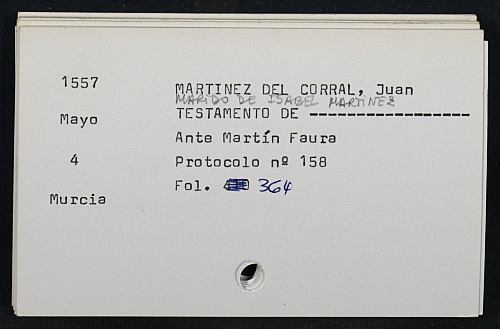 1557
Mayo
4
Murcia
MARTINEZ DEL CORRAL, Juan
MARIDO DE ISABEL MARTINEZ
TESTAMENTO DE ------------------
Ante Martín Faura
Protocolo nº 158
Fol. 364